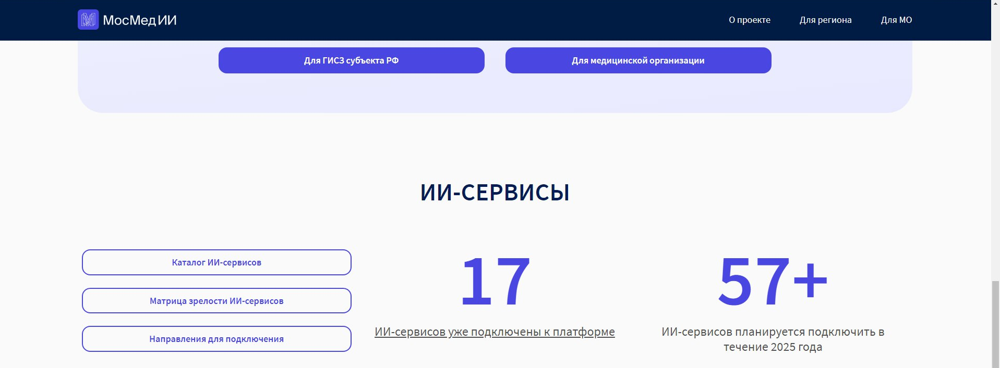 МосМед ИИ
О проекте
Для региона
Для МО
Для ГИСЗ субъекта РФ
Для медицинской организации
ИИ-СЕРВИСЫ
Каталог ИИ-сервисов
Матрица зрелости ИИ-сервисов
Направления для подключения
17
ИИ-сервисов уже подключены к платформе
57+
ИИ-сервисов планируется подключить в
течение 2025 года